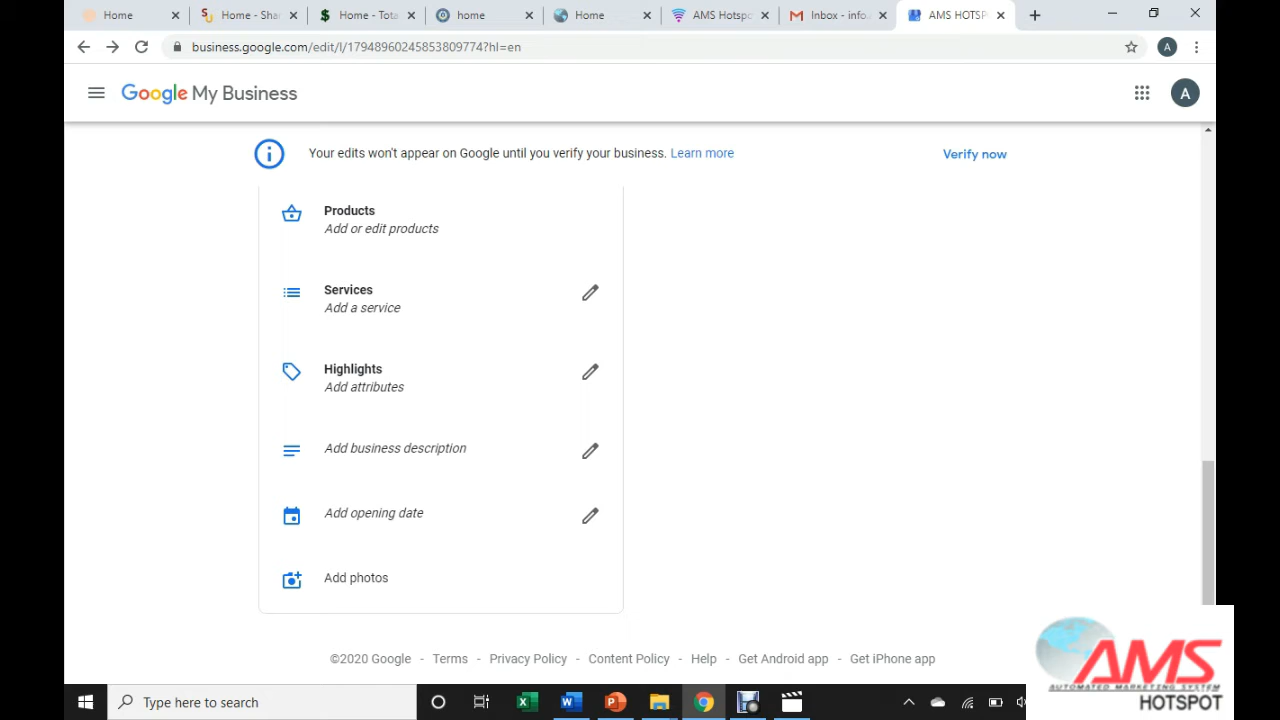 Home
Home - Sha
Home - Tota
home
Home
AMS Hotspo
Inbox - info.
AMS HOTSP
business.google.com/edit/l/17948960245853809774?hl=en
A
Google My Business
A
Your edits won't appear on Google until you verify your business. Learn more
Verify now
Products
Add or edit products
Services
Add a service
Highlights
Add attributes
Add business description
Add opening date
Add photos
©2020 Google - Terms - Privacy Policy - Content Policy - Help - Get Android app - Get iPhone app
Type here to search
AMS
AUTOMATED MARKETING SYSTEM
HOTSPOT